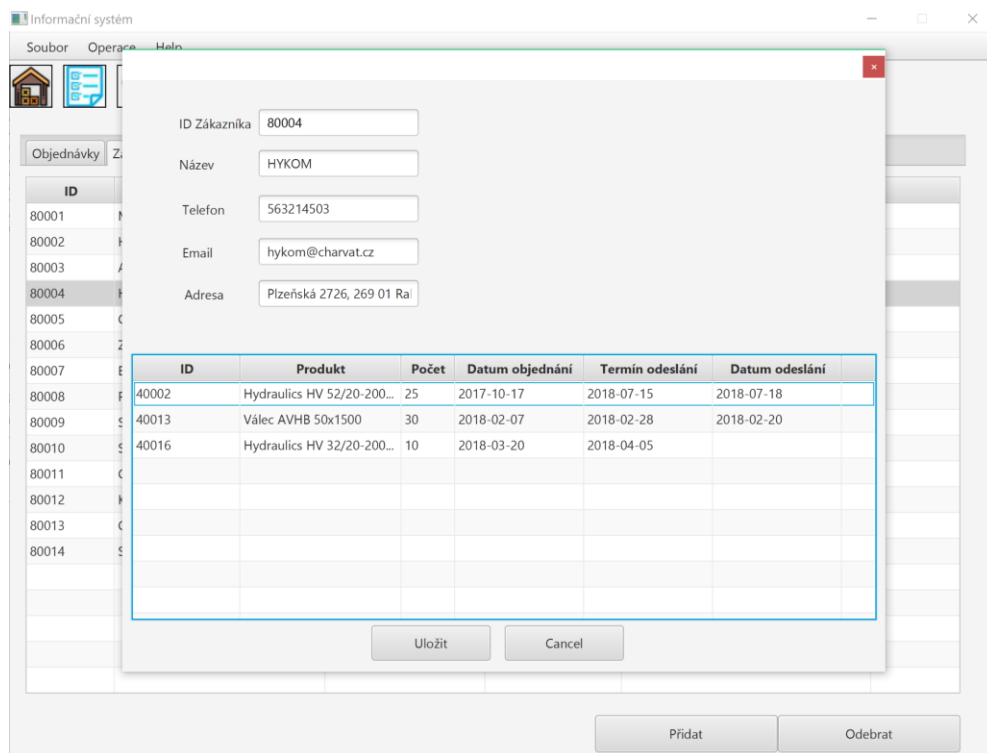 Informační systém
Soubor Operace Help
ID Zákazníka 80004
Název HYKOM
Telefon 563214503
Email hykom@charvat.cz
Adresa Plzeňská 2726, 269 01
Objednávky
ID
80001
80002
80003
80004
80005
80006
80007
80008
80009
80010
80011
80012
80013
80014
ID Produkt Počet Datum objednání Termín odeslání Datum odeslání
40002 Hydraulics HV 52/20-200... 25 2017-10-17 2018-07-15 2018-07-18
40013 Válec AVHB 50x1500 30 2018-02-07 2018-02-28 2018-02-20
40016 Hydraulics HV 32/20-200... 10 2018-03-20 2018-04-05
Uložit Cancel
Přidat Odebrat